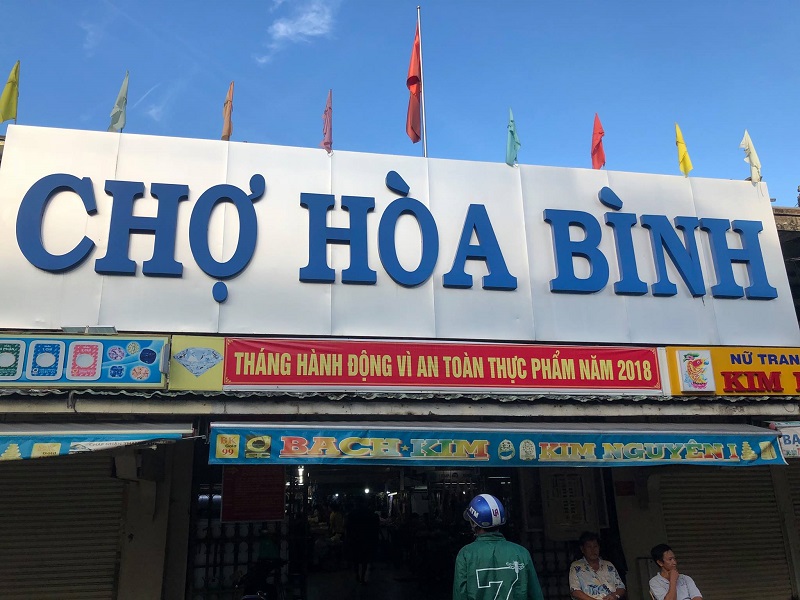 CHỢ HÒA BÌNH
THÁNG HÀNH ĐỘNG VÌ AN TOÀN THỰC PHẨM NĂM 2018
NỮ TRANG
KIM
BẠCH★KIM
KIM NGUYÊN I
7